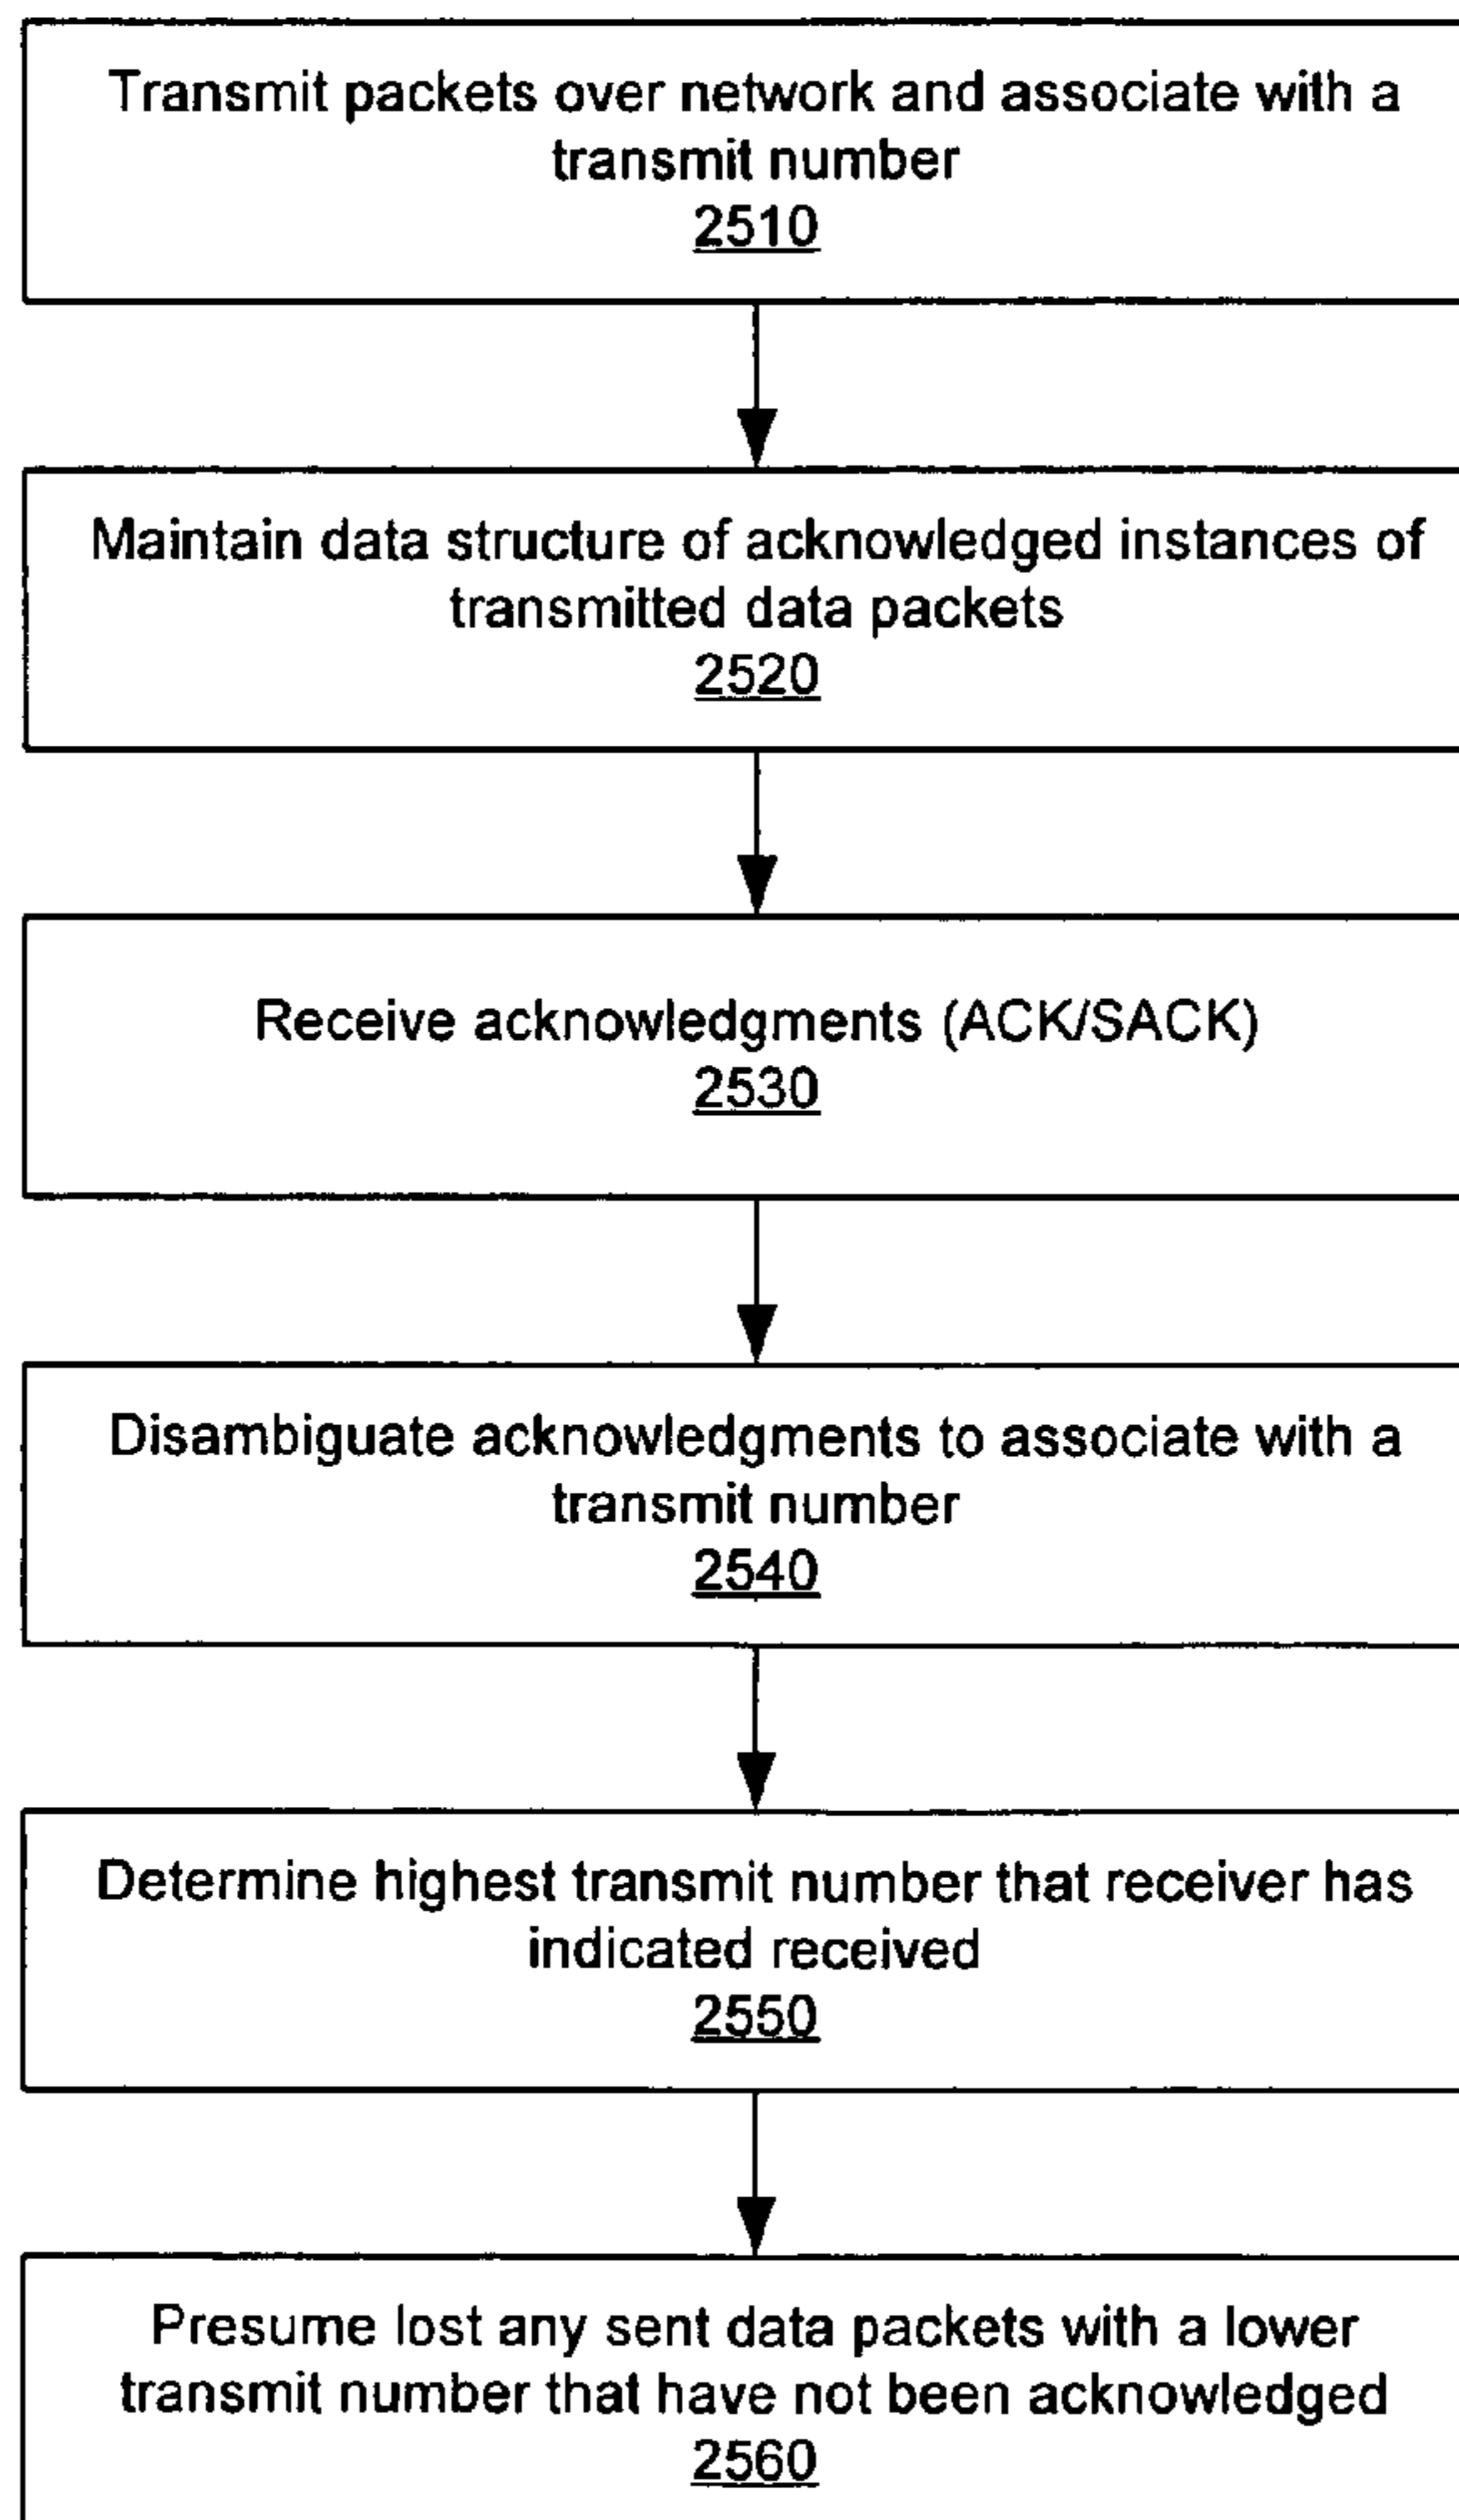 Transmit packets over network and associate with a
transmit number
2510
Maintain data structure of acknowledged instances of
transmitted data packets
2520
Receive acknowledgments (ACK/SACK)
2530
Disambiguate acknowledgments to associate with a
transmit number
2540
Determine highest transmit number that receiver has
indicated received
2550
Presume lost any sent data packets with a lower
transmit number that have not been acknowledged
2560